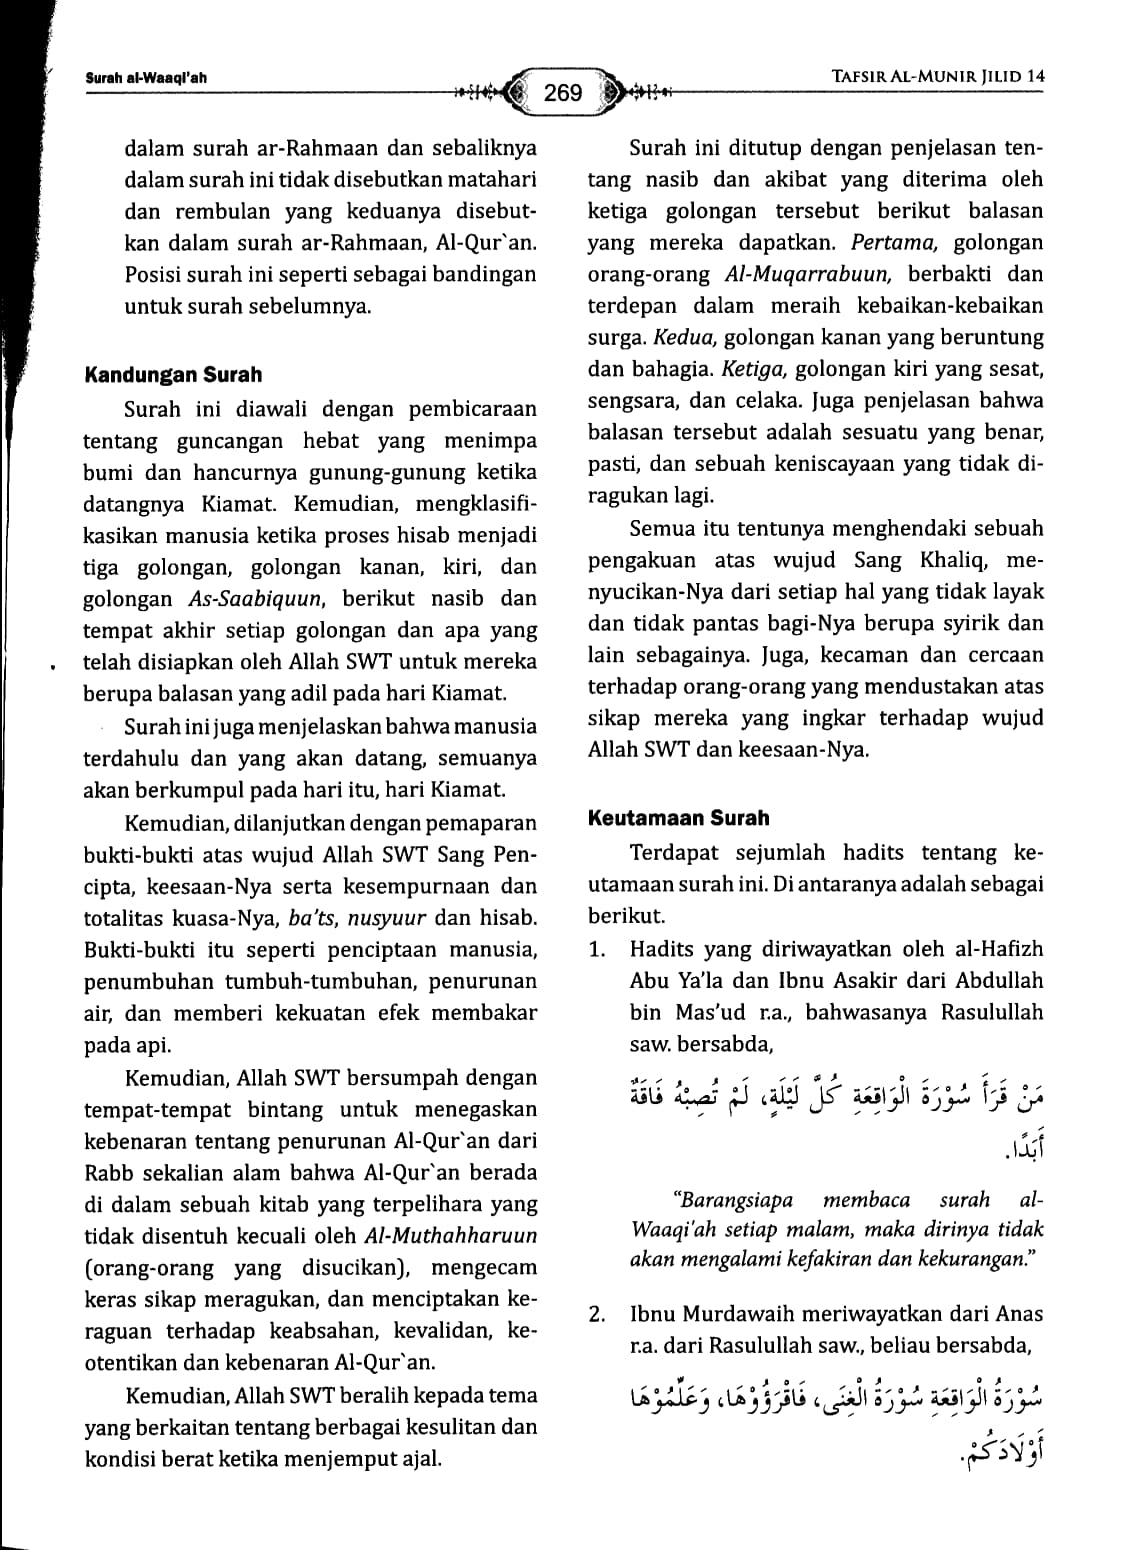 Surah al-Waaqi'ah
269
TAFSIR AL-MUNIR JILID 14
dalam surah ar-Rahmaan dan sebaliknya
dalam surah ini tidak disebutkan matahari
dan rembulan yang keduanya disebut-
kan dalam surah ar-Rahmaan, Al-Qur`an.
Posisi surah ini seperti sebagai bandingan
untuk surah sebelumnya.
Kandungan Surah
Surah ini diawali dengan pembicaraan
tentang guncangan hebat yang menimpa
bumi dan hancurnya gunung-gunung ketika
datangnya Kiamat. Kemudian, mengklasifi-
kasikan manusia ketika proses hisab menjadi
tiga golongan, golongan kanan, kiri, dan
golongan As-Saabiquun, berikut nasib dan
tempat akhir setiap golongan dan apa yang
telah disiapkan oleh Allah SWT untuk mereka
berupa balasan yang adil pada hari Kiamat.
Surah ini juga menjelaskan bahwa manusia
terdahulu dan yang akan datang, semuanya
akan berkumpul pada hari itu, hari Kiamat.
Kemudian, dilanjutkan dengan pemaparan
bukti-bukti atas wujud Allah SWT Sang Pen-
cipta, keesaan-Nya serta kesempurnaan dan
totalitas kuasa-Nya, ba'ts, nusyuur dan hisab.
Bukti-bukti itu seperti penciptaan manusia,
penumbuhan tumbuh-tumbuhan, penurunan
air, dan memberi kekuatan efek membakar
pada api.
Kemudian, Allah SWT bersumpah dengan
tempat-tempat bintang untuk menegaskan
kebenaran tentang penurunan Al-Qur`an dari
Rabb sekalian alam bahwa Al-Qur`an berada
di dalam sebuah kitab yang terpelihara yang
tidak disentuh kecuali oleh Al-Muthahharuun
(orang-orang yang disucikan), mengecam
keras sikap meragukan, dan menciptakan ke-
raguan terhadap keabsahan, kevalidan, ke-
otentikan dan kebenaran Al-Qur`an.
Kemudian, Allah SWT beralih kepada tema
yang berkaitan tentang berbagai kesulitan dan
kondisi berat ketika menjemput ajal.
Surah ini ditutup dengan penjelasan ten-
tang nasib dan akibat yang diterima oleh
ketiga golongan tersebut berikut balasan
yang mereka dapatkan. Pertama, golongan
orang-orang Al-Muqarrabuun, berbakti dan
terdepan dalam meraih kebaikan-kebaikan
surga. Kedua, golongan kanan yang beruntung
dan bahagia. Ketiga, golongan kiri yang sesat,
sengsara, dan celaka. Juga penjelasan bahwa
balasan tersebut adalah sesuatu yang benar,
pasti, dan sebuah keniscayaan yang tidak di-
ragukan lagi.
Semua itu tentunya menghendaki sebuah
pengakuan atas wujud Sang Khaliq, me-
nyucikan-Nya dari setiap hal yang tidak layak
dan tidak pantas bagi-Nya berupa syirik dan
lain sebagainya. Juga, kecaman dan cercaan
terhadap orang-orang yang mendustakan atas
sikap mereka yang ingkar terhadap wujud
Allah SWT dan keesaan-Nya.
Keutamaan Surah
Terdapat sejumlah hadits tentang ke-
utamaan surah ini. Di antaranya adalah sebagai
berikut.
1. Hadits yang diriwayatkan oleh al-Hafizh
Abu Ya'la dan Ibnu Asakir dari Abdullah
bin Mas'ud r.a., bahwasanya Rasulullah
saw. bersabda,
مَنْ قَرَأَ سُوْرَةَ الْوَاقِعَةِ كُلَّ لَيْلَةٍ، لَمْ تُصِبْهُ فَاقَةٌ
أَبَدًا.
“Barangsiapa membaca surah al-
Waaqi'ah setiap malam, maka dirinya tidak
akan mengalami kefakiran dan kekurangan.”
2. Ibnu Murdawaih meriwayatkan dari Anas
r.a. dari Rasulullah saw., beliau bersabda,
سُوْرَةُ الْوَاقِعَةِ سُوْرَةُ الْغِنَى، فَاقْرَؤُوْهَا، وَعَلِّمُوْهَا
أَوْلَادَكُمْ.